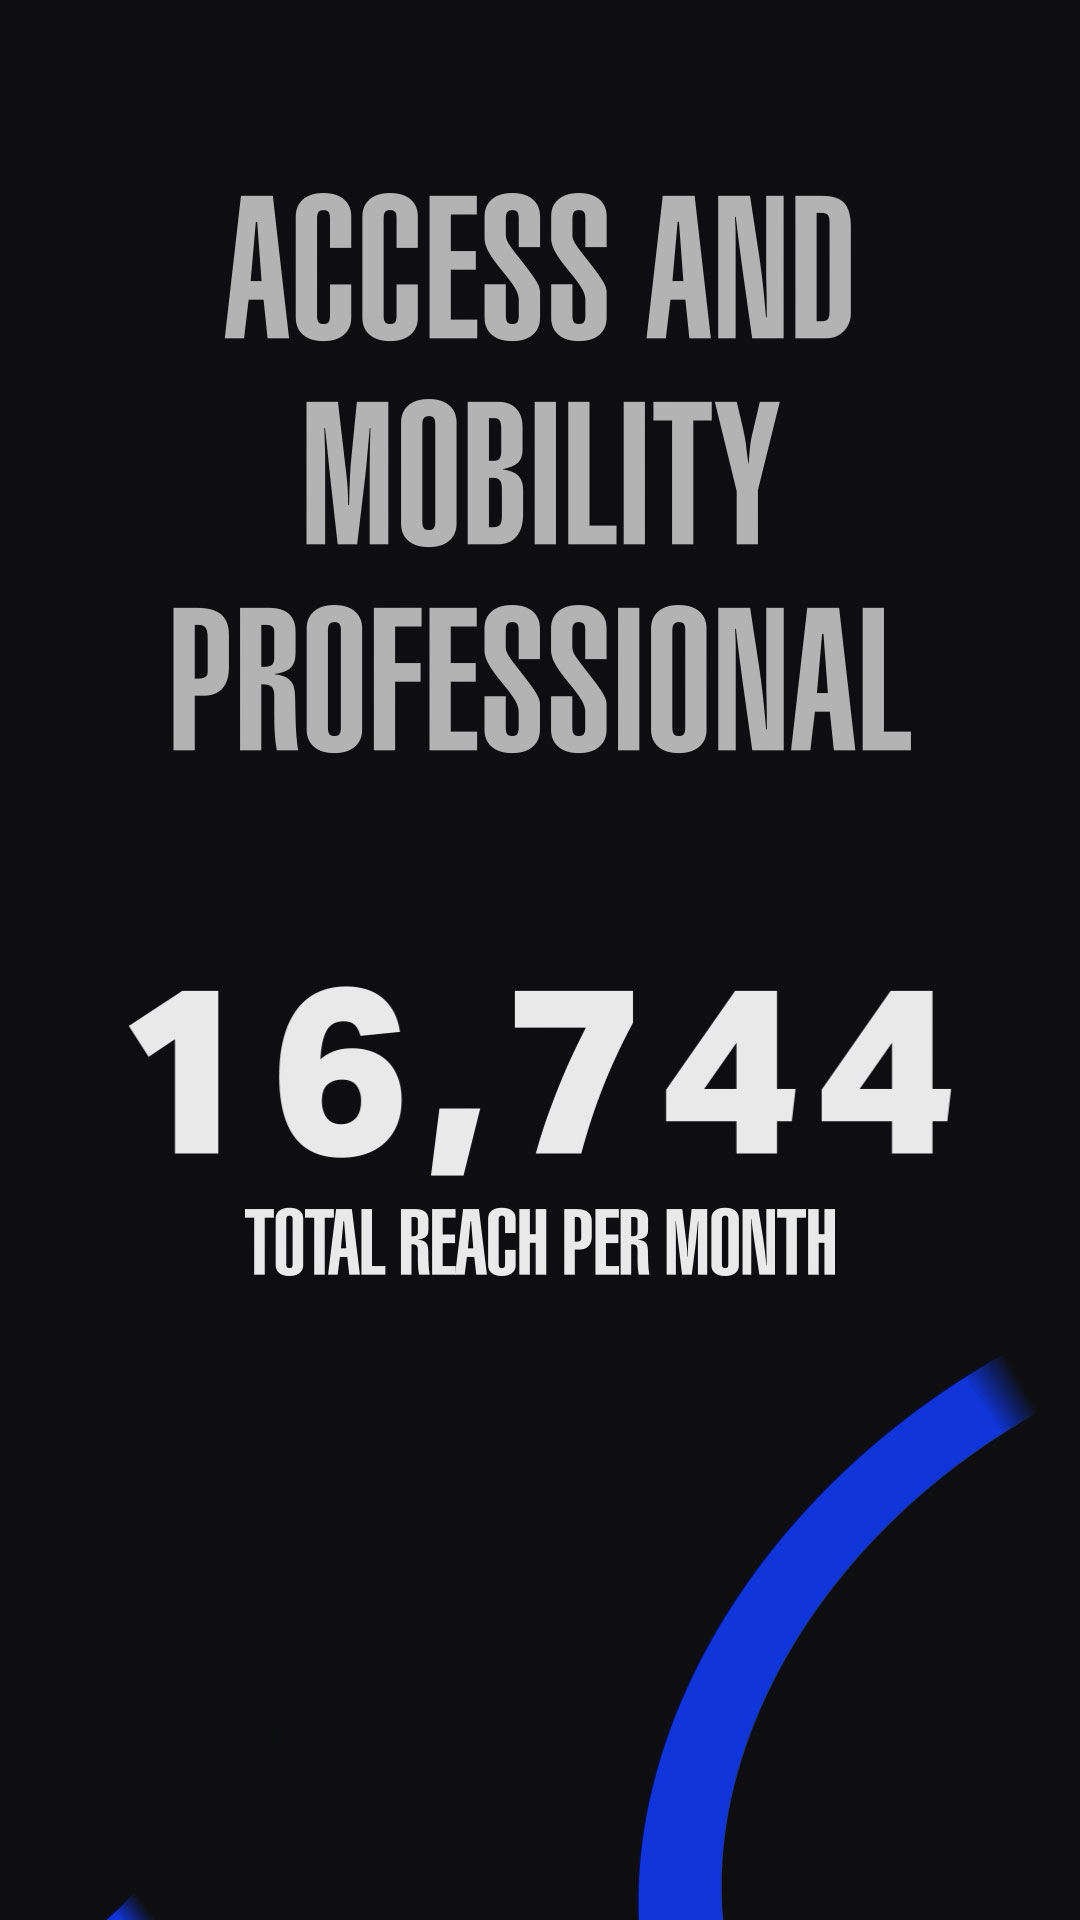 ACCESS AND
MOBILITY
PROFESSIONAL
16,744
TOTAL REACH PER MONTH